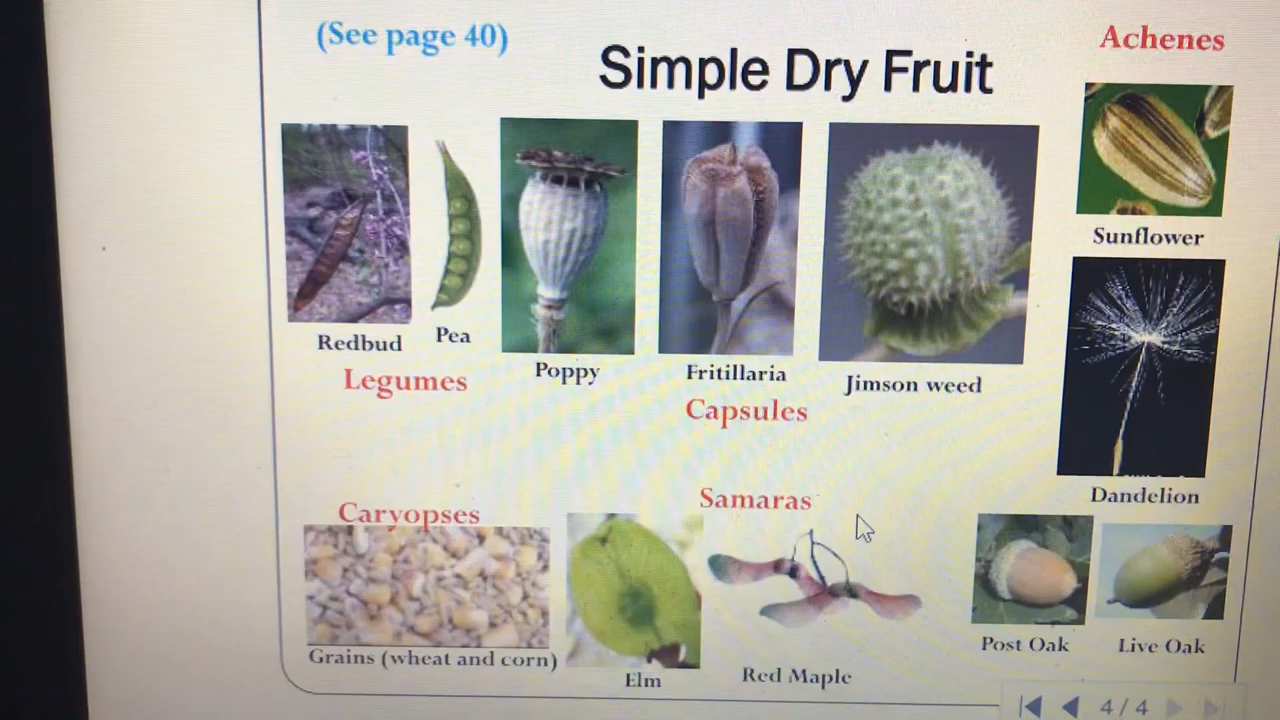 (See page 40)
Simple Dry Fruit
Achenes
Sunflower
Redbud
Pea
Legumes
Poppy
Fritillaria
Jimson weed
Capsules
Dandelion
Caryopses
Samaras
Grains (wheat and corn)
Elm
Red Maple
Post Oak
Live Oak
4 / 4